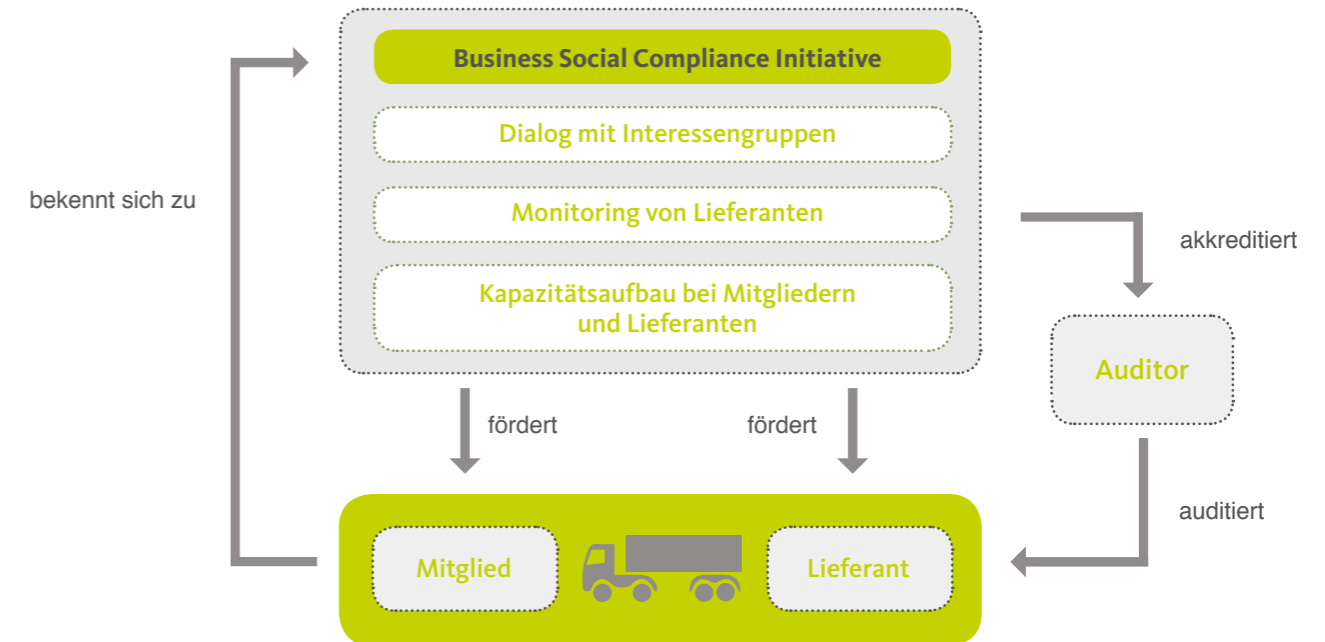 Business Social Compliance Initiative
Dialog mit Interessengruppen
bekennt sich zu
Monitoring von Lieferanten
akkreditiert
Kapazitätsaufbau bei Mitgliedern
und Lieferanten
Auditor
fördert
fördert
auditiert
Mitglied
Lieferant